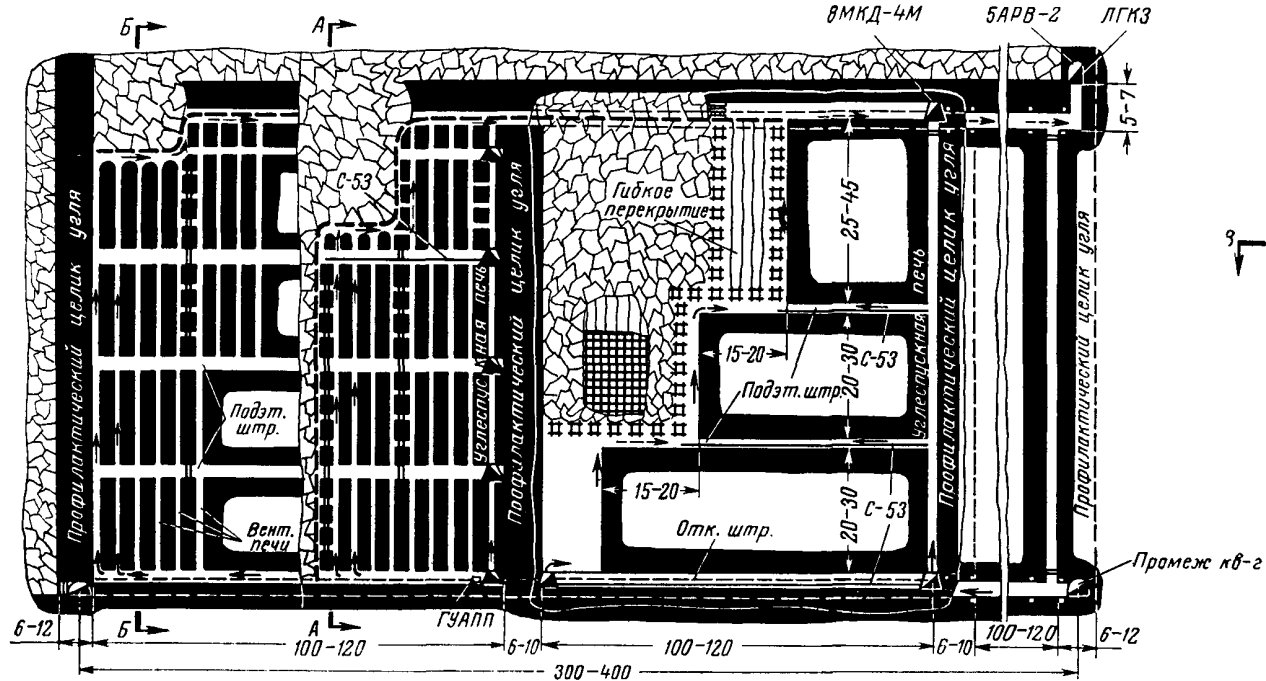 Б
А
8МКД-4М
5АРВ-2
ЛГКЗ
5-7
С-53
Гибкое
перекрытие
25-45
Профилактический целик угля
Углеспускная печь
Профилактический целик угля
Углеспускная печь
Профилактический целик угля
Профилактический целик угля
15-20
20-30
С-53
Подэт. штр.
Подэт.
штр.
15-20
20-30
С-53
Вент.
печи
Отк. штр.
Промеж кв-г
ГУАПП
Б
А
6-12
100-120
6-10
100-120
6-10
100-120
6-12
300-400